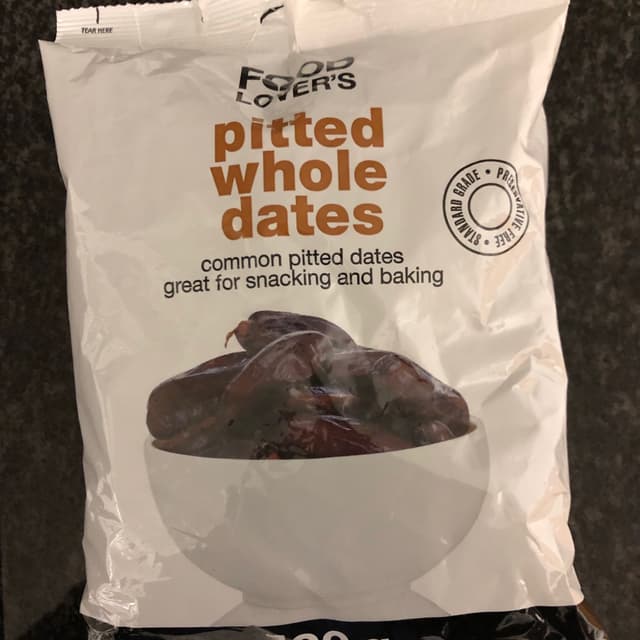 TEAR HERE
FOOD
LOVER'S
pitted
whole
dates
STANDARD GRADE • PRESERVATIVE FREE •
common pitted dates
great for snacking and baking